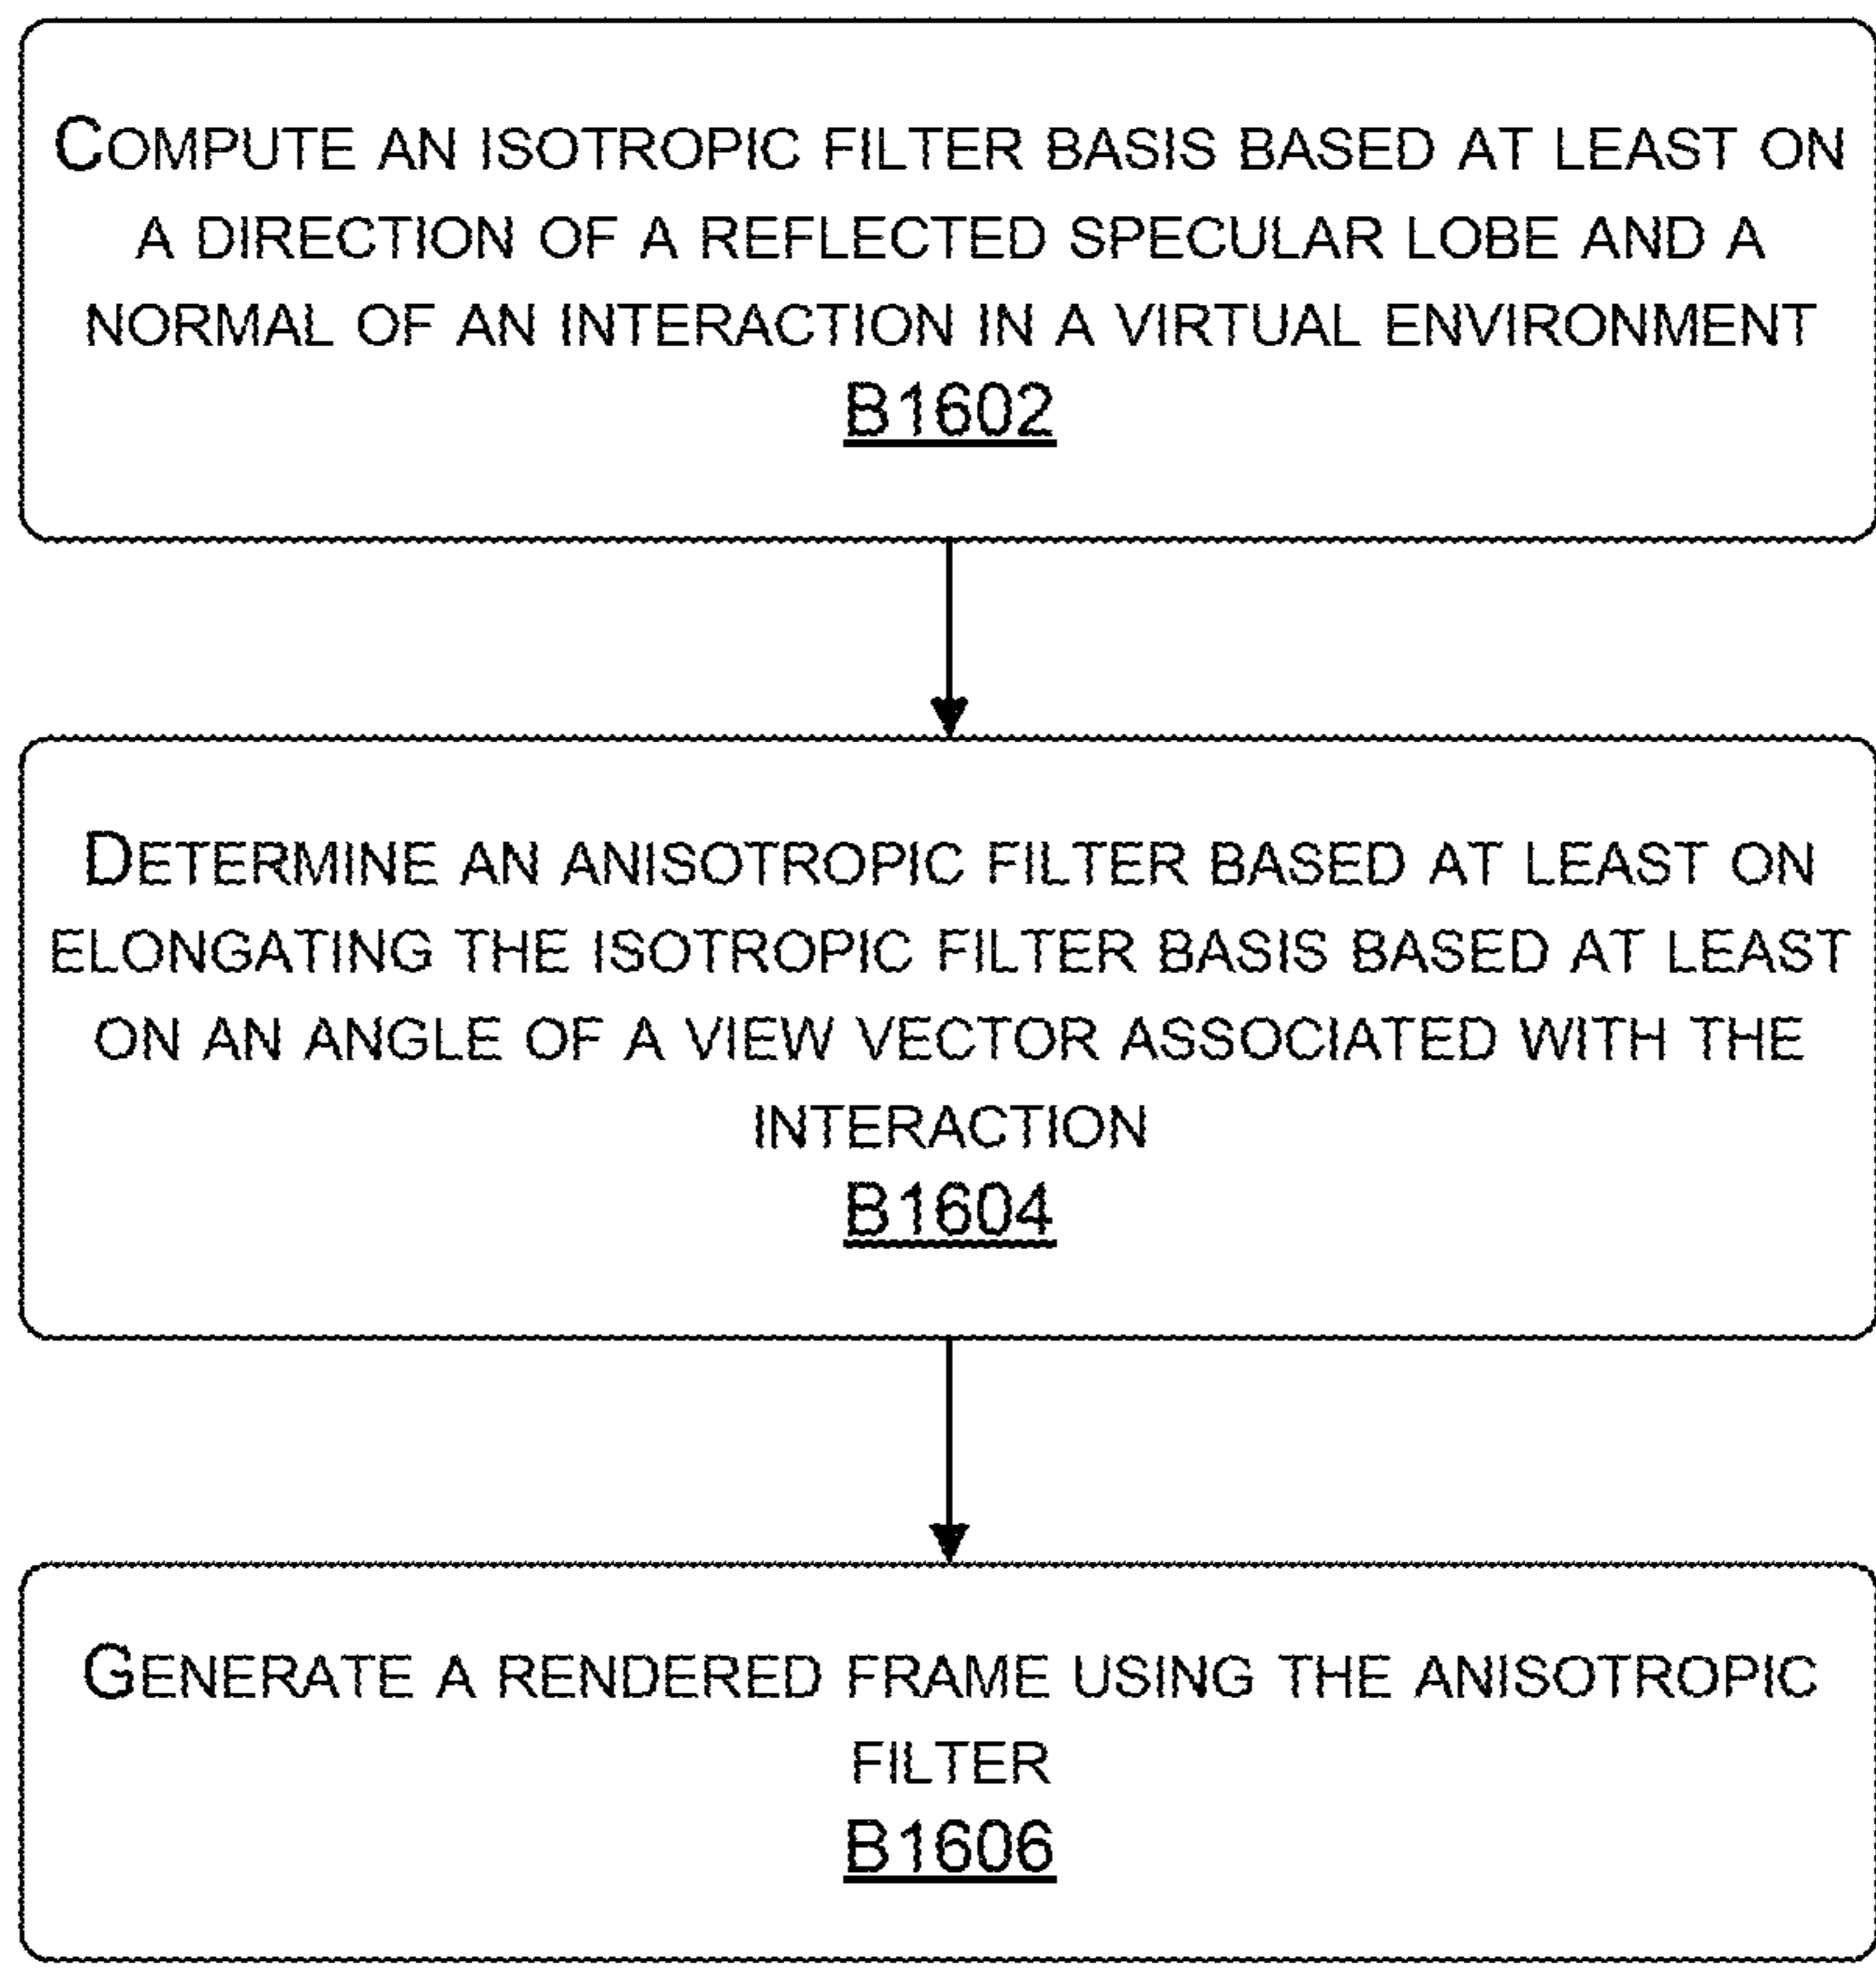 COMPUTE AN ISOTROPIC FILTER BASIS BASED AT LEAST ON
A DIRECTION OF A REFLECTED SPECULAR LOBE AND A
NORMAL OF AN INTERACTION IN A VIRTUAL ENVIRONMENT
B1602
DETERMINE AN ANISOTROPIC FILTER BASED AT LEAST ON
ELONGATING THE ISOTROPIC FILTER BASIS BASED AT LEAST
ON AN ANGLE OF A VIEW VECTOR ASSOCIATED WITH THE
INTERACTION
B1604
GENERATE A RENDERED FRAME USING THE ANISOTROPIC
FILTER
B1606